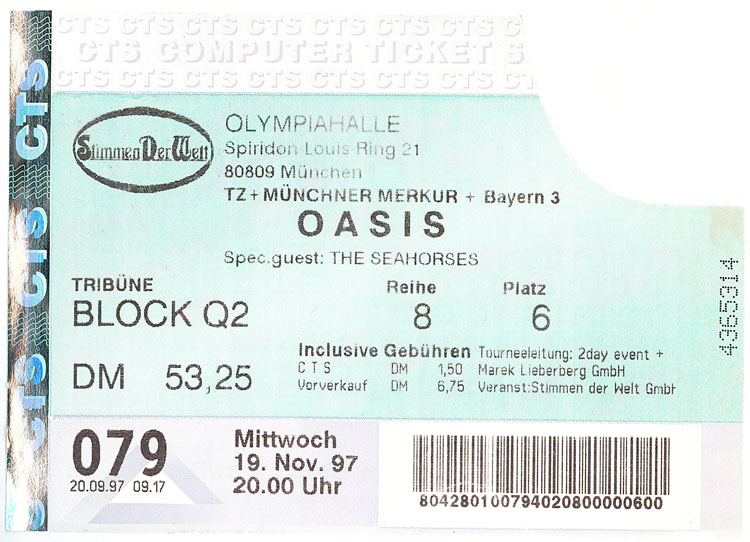 CTS CTS CTS CTS CTS CTS CTS CTS
CTS COMPUTER TICKET S
CTS CTS CTS CTS CTS CTS CTS CT
CTS
CTS
CTS
CTS
Stimmen Der Welt
OLYMPIAHALLE
Spiridon Louis Ring 21
80809 München
TZ+MÜNCHNER MERKUR + Bayern 3
OASIS
Spec.guest: THE SEAHORSES
TRIBÜNE Reihe Platz
BLOCK Q2 8 6
DM 53,25
Inclusive Gebühren
CTS DM 1,50
Vorverkauf DM 6,75
Tourneeleitung: 2day event +
Marek Lieberberg GmbH
Veranst:Stimmen der Welt GmbH
4365314
079
20.09.97 09.17
Mittwoch
19. Nov. 97
20.00 Uhr
80428010079402080000600